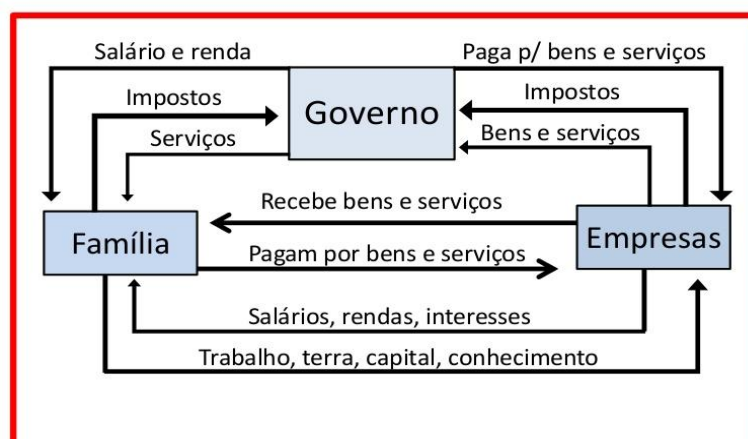 Salário e renda
Paga p/ bens e serviços
Impostos
Governo
Impostos
Serviços
Bens e serviços
Recebe bens e serviços
Família
Empresas
Pagam por bens e serviços
Salários, rendas, interesses
Trabalho, terra, capital, conhecimento